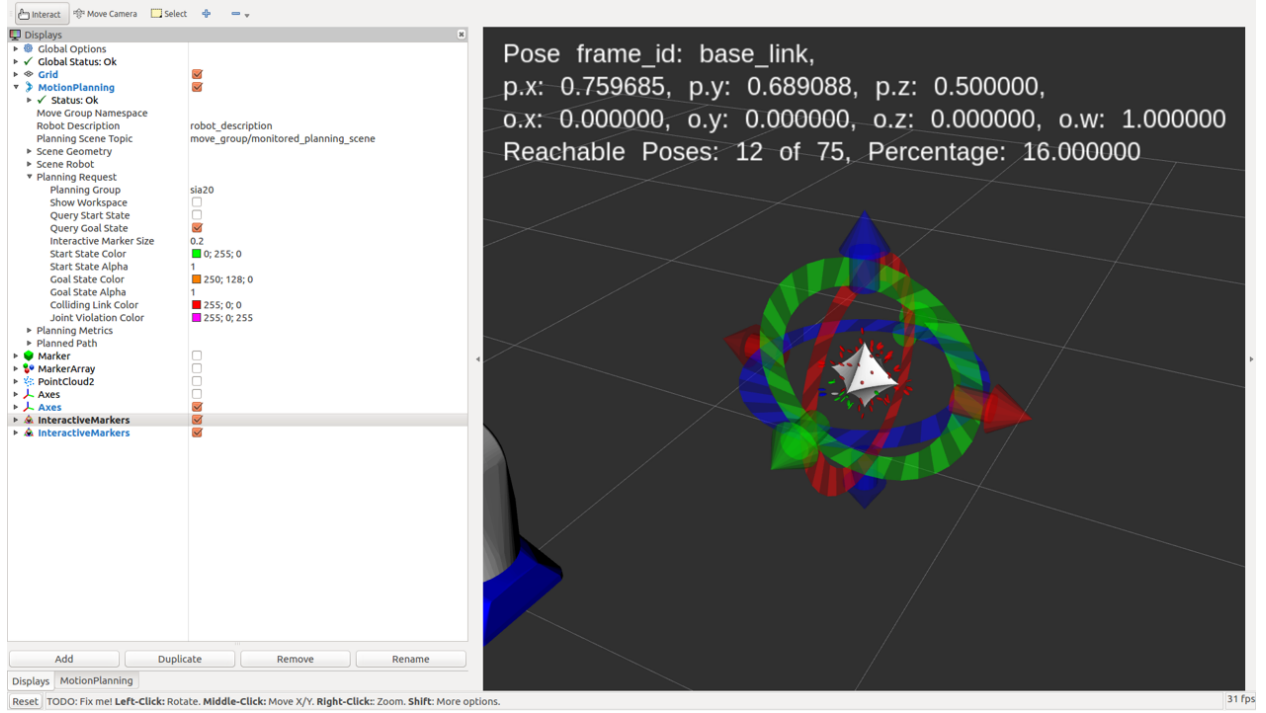 Interact Move Camera Select
Displays
Global Options
Global Status: Ok
Grid
MotionPlanning
Status: Ok
Move Group Namespace
Robot Description robot_description
Planning Scene Topic move_group/monitored_planning_scene
Scene Geometry
Scene Robot
Planning Request
Planning Group sia20
Show Workspace
Query Start State
Query Goal State
Interactive Marker Size 0.2
Start State Color 0; 255; 0
Start State Alpha 1
Goal State Color 250; 128; 0
Goal State Alpha 1
Colliding Link Color 255; 0; 0
Joint Violation Color 255; 0; 255
Planning Metrics
Planned Path
Marker
MarkerArray
PointCloud2
Axes
Axes
InteractiveMarkers
InteractiveMarkers
Add Duplicate Remove Rename
Displays MotionPlanning
Reset TODO: Fix me! Left-Click: Rotate. Middle-Click: Move X/Y. Right-Click:: Zoom. Shift: More options. 31 fps
Pose frame_id: base_link,
p.x: 0.759685, p.y: 0.689088, p.z: 0.500000,
o.x: 0.000000, o.y: 0.000000, o.z: 0.000000, o.w: 1.000000
Reachable Poses: 12 of 75, Percentage: 16.000000